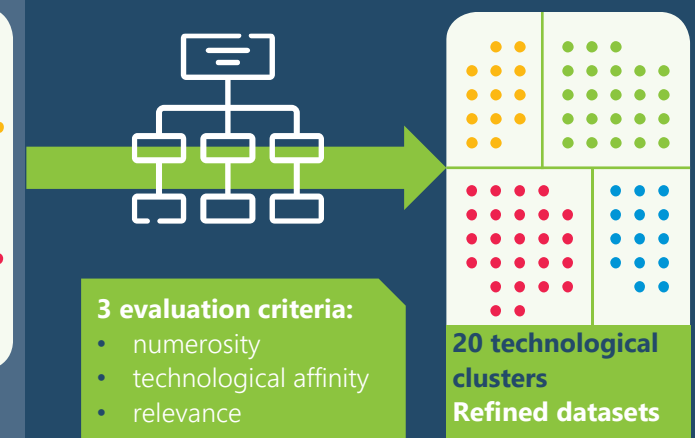 3 evaluation criteria:
• numerosity
• technological affinity
• relevance
20 technological
clusters
Refined datasets